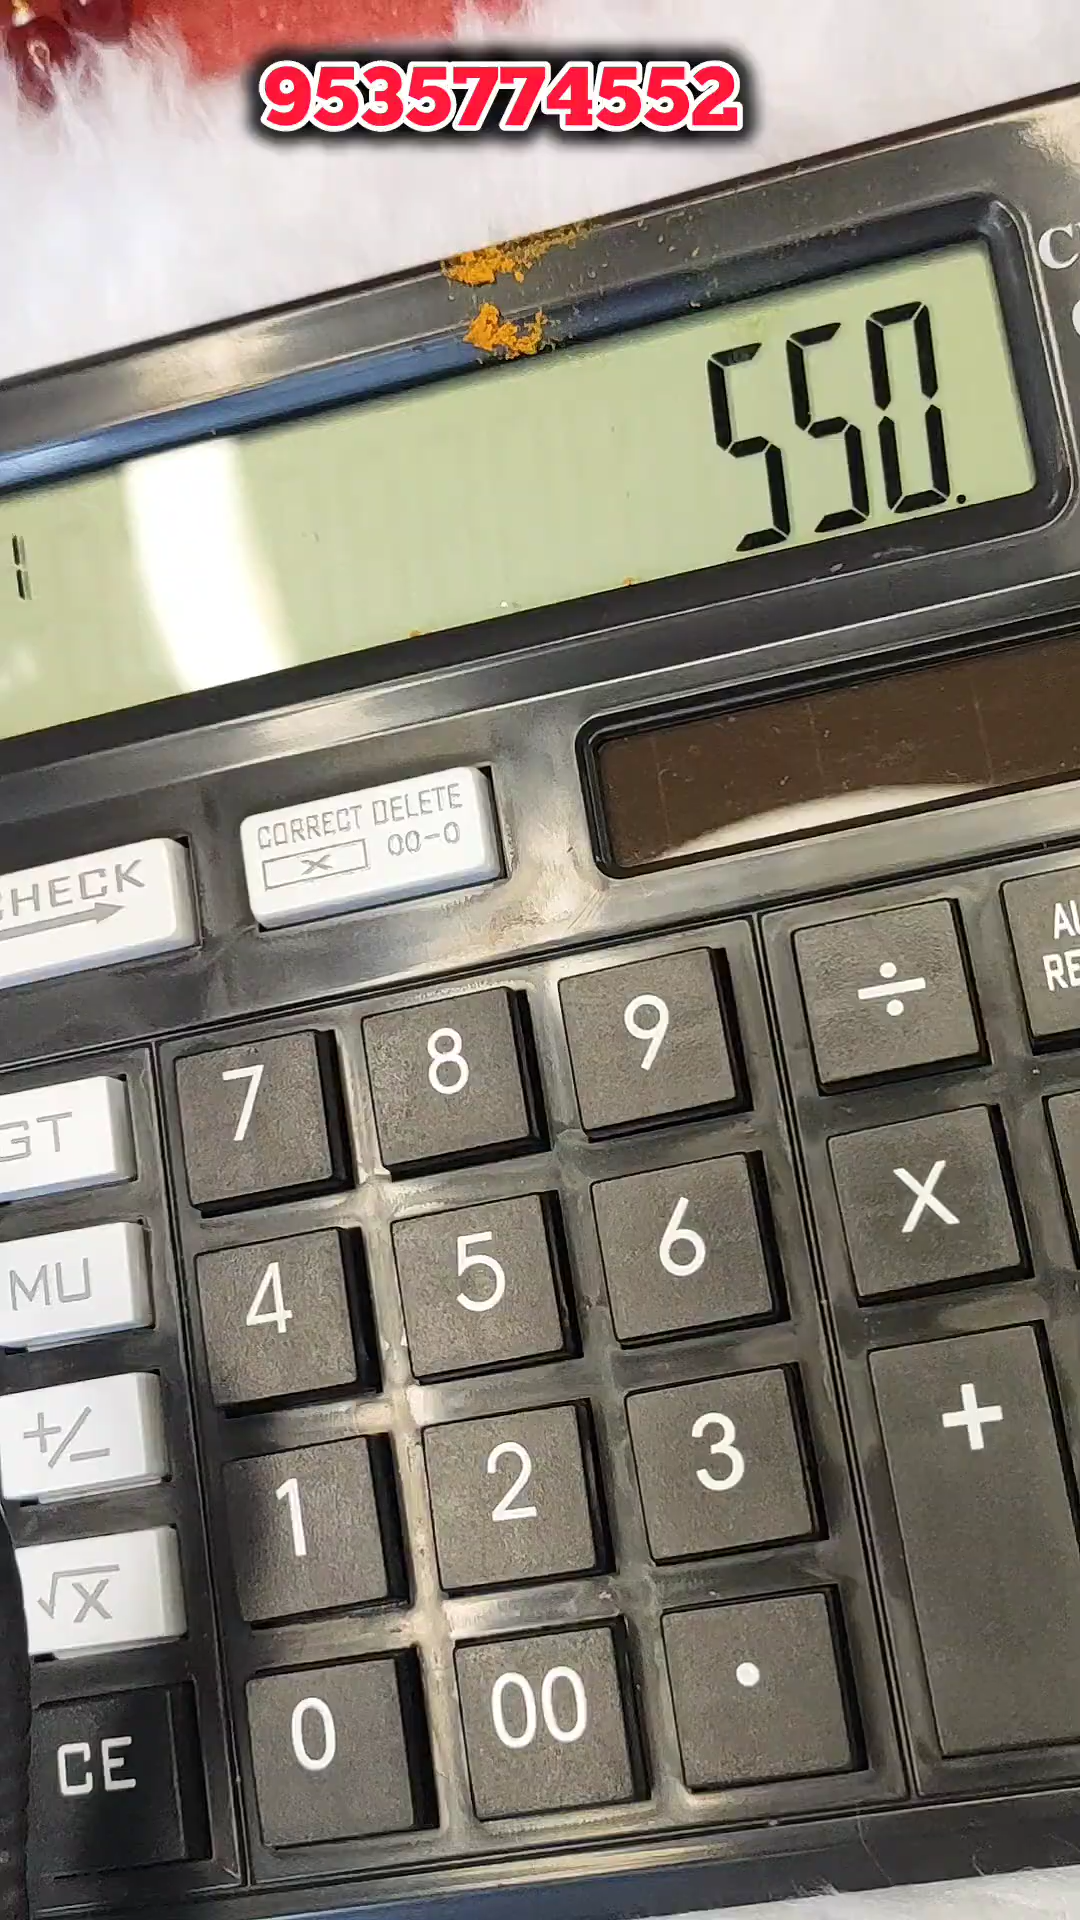 9535774552
550.
CORRECT DELETE
X 00-0
CHECK
÷
7 8 9
GT
X
4 5 6
MU
+
+/-
1 2 3
√X
0 00 .
CE